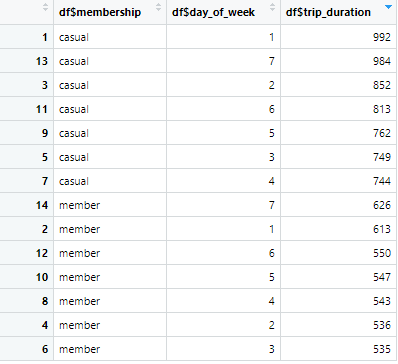 df$membership df$day_of_week df$trip_duration
1 casual 1 992
13 casual 7 984
3 casual 2 852
11 casual 6 813
9 casual 5 762
5 casual 3 749
7 casual 4 744
14 member 7 626
2 member 1 613
12 member 6 550
10 member 5 547
8 member 4 543
4 member 2 536
6 member 3 535